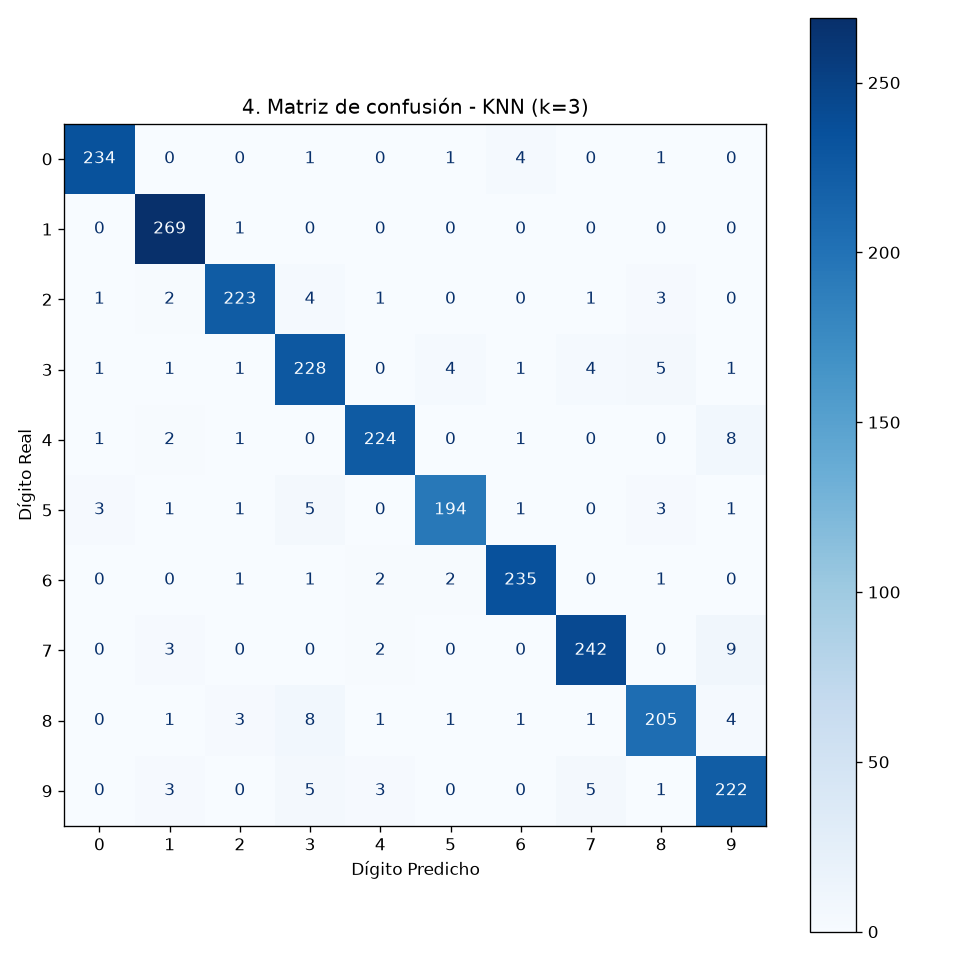 4. Matriz de confusión - KNN (k=3)
0 234 0 0 1 0 1 4 0 1 0
1 0 269 1 0 0 0 0 0 0 0
2 1 2 223 4 1 0 0 1 3 0
3 1 1 1 228 0 4 1 4 5 1
4 1 2 1 0 224 0 1 0 0 8
5 3 1 1 5 0 194 1 0 3 1
6 0 0 1 1 2 2 235 0 1 0
7 0 3 0 0 2 0 0 242 0 9
8 0 1 3 8 1 1 1 1 205 4
9 0 3 0 5 3 0 0 5 1 222
0 1 2 3 4 5 6 7 8 9
Dígito Predicho
Dígito Real
250
200
150
100
50
0